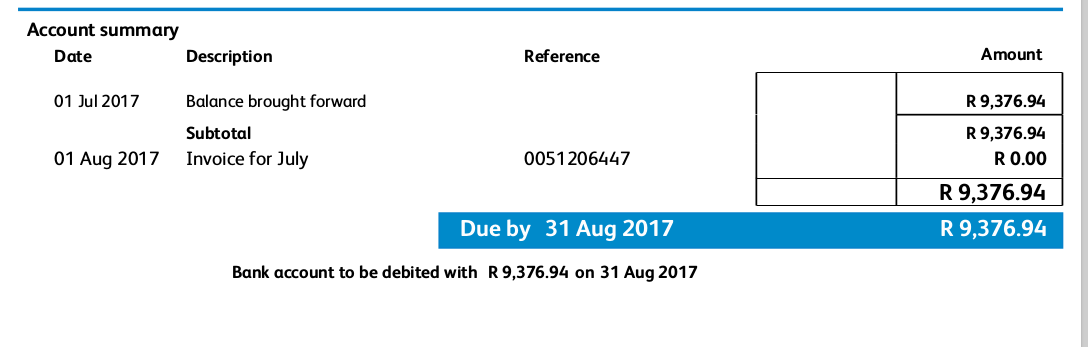 Account summary
Date Description Reference Amount
01 Jul 2017 Balance brought forward R 9,376.94
Subtotal R 9,376.94
01 Aug 2017 Invoice for July 0051206447 R 0.00
R 9,376.94
Due by 31 Aug 2017 R 9,376.94
Bank account to be debited with R 9,376.94 on 31 Aug 2017